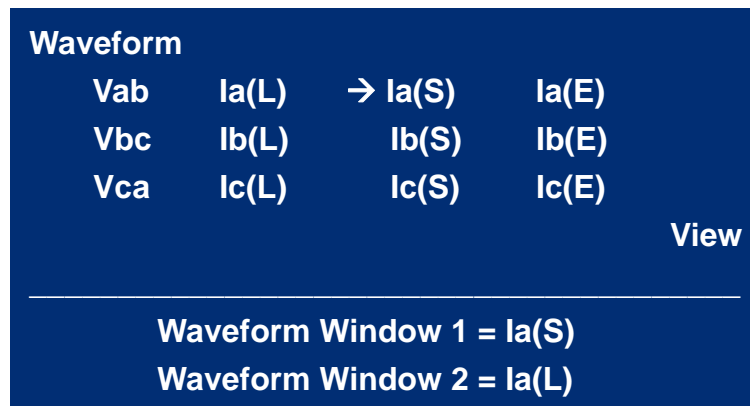 Waveform
Vab Ia(L) → Ia(S) Ia(E)
Vbc Ib(L) Ib(S) Ib(E)
Vca Ic(L) Ic(S) Ic(E)
View
Waveform Window 1 = Ia(S)
Waveform Window 2 = Ia(L)